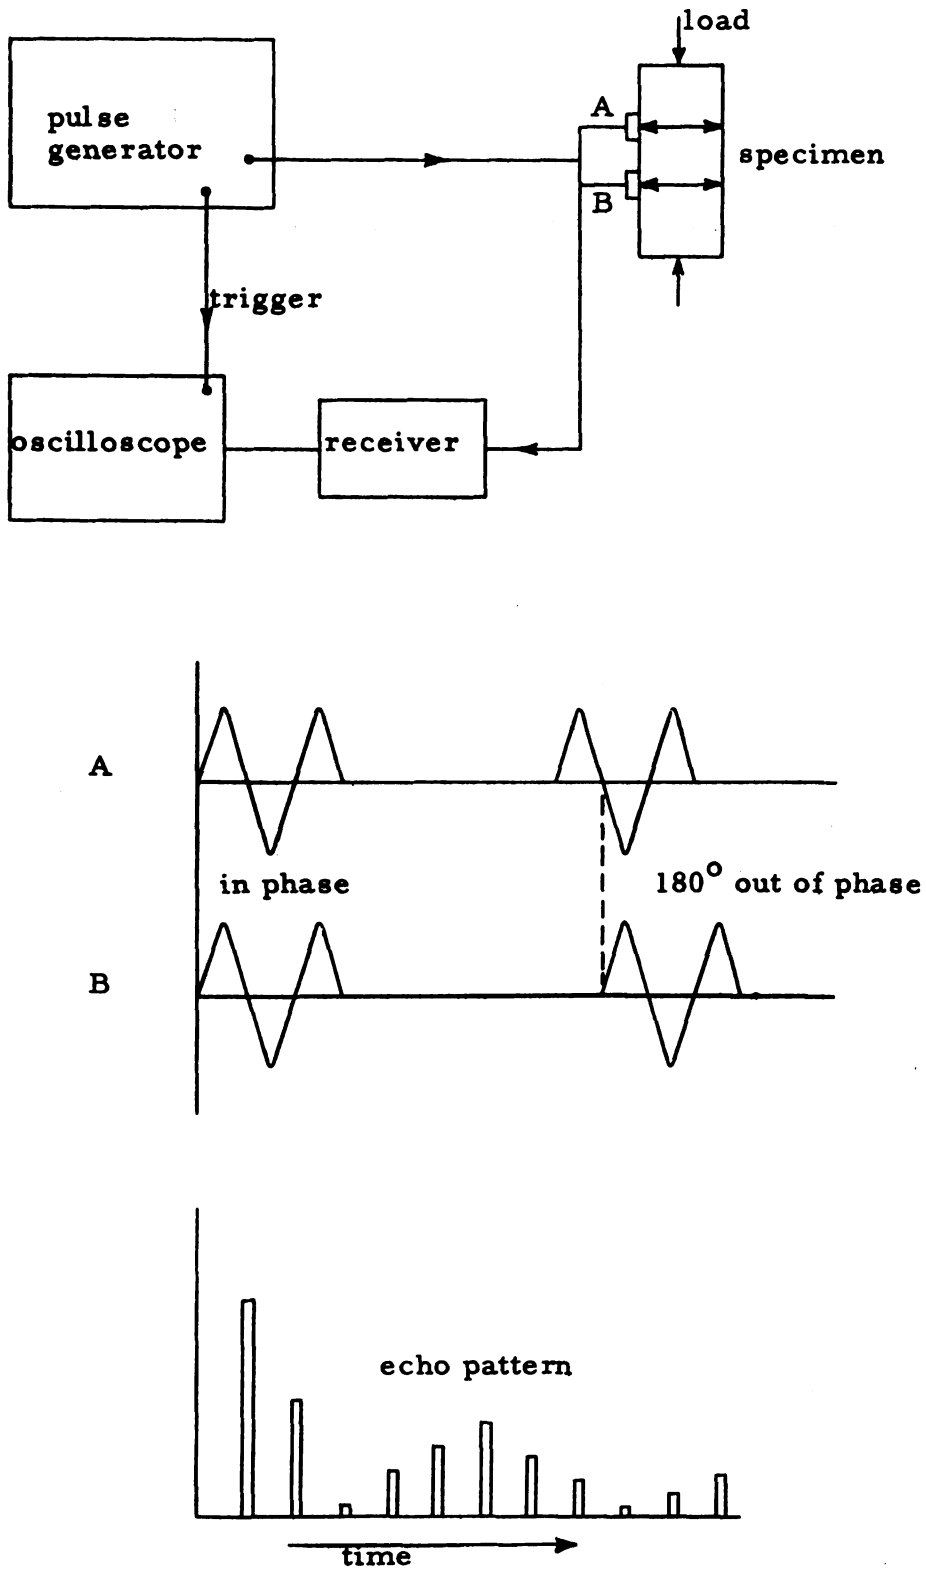 load
pulse
generator
A
specimen
B
trigger
oscilloscope
receiver
A
in phase
180° out of phase
B
echo pattern
time